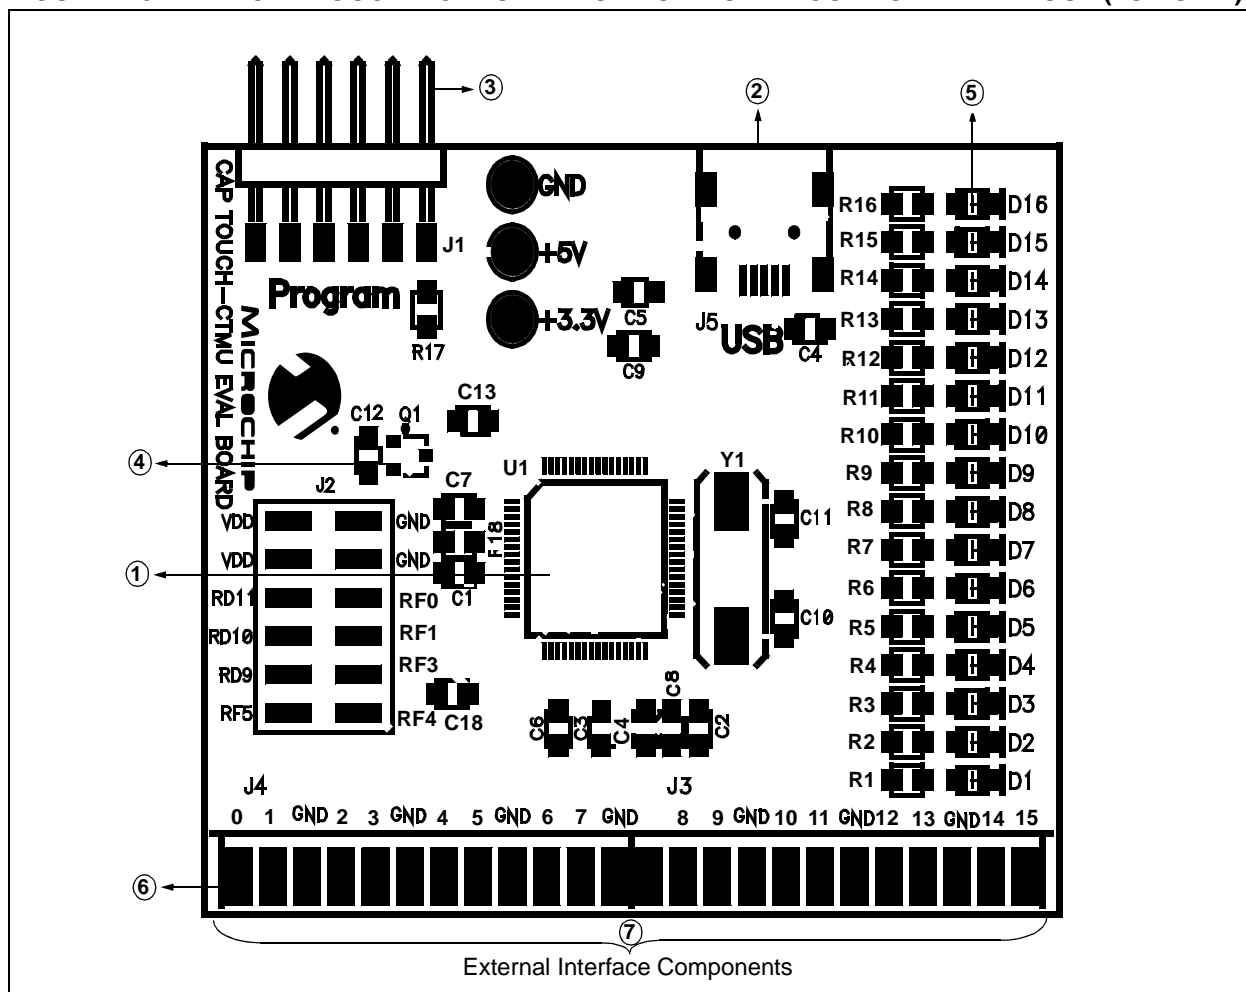 3
2
5
GND
+5V
+3.3V
J1
Program
R17
CAP TOUCH-CTMU EVAL BOARD
MICROCHIP
C5
C9
J5
USB
C4
R16 D16
R15 D15
R14 D14
R13 D13
R12 D12
R11 D11
R10 D10
R9 D9
R8 D8
R7 D7
R6 D6
R5 D5
R4 D4
R3 D3
R2 D2
R1 D1
C13
C12
Q1
4
U1
Y1
J2
C7
C11
VDD GND
VDD GND
1
C1
RD11 RF0
RD10 RF1
RD9 RF3
RF5 RF4
C18
C10
C6
C3
C4
C8
C2
J4
J3
0 1 GND 2 3 GND 4 5 GND 6 7 GND 8 9 GND 10 11 GND 12 13 GND 14 15
6
7
External Interface Components